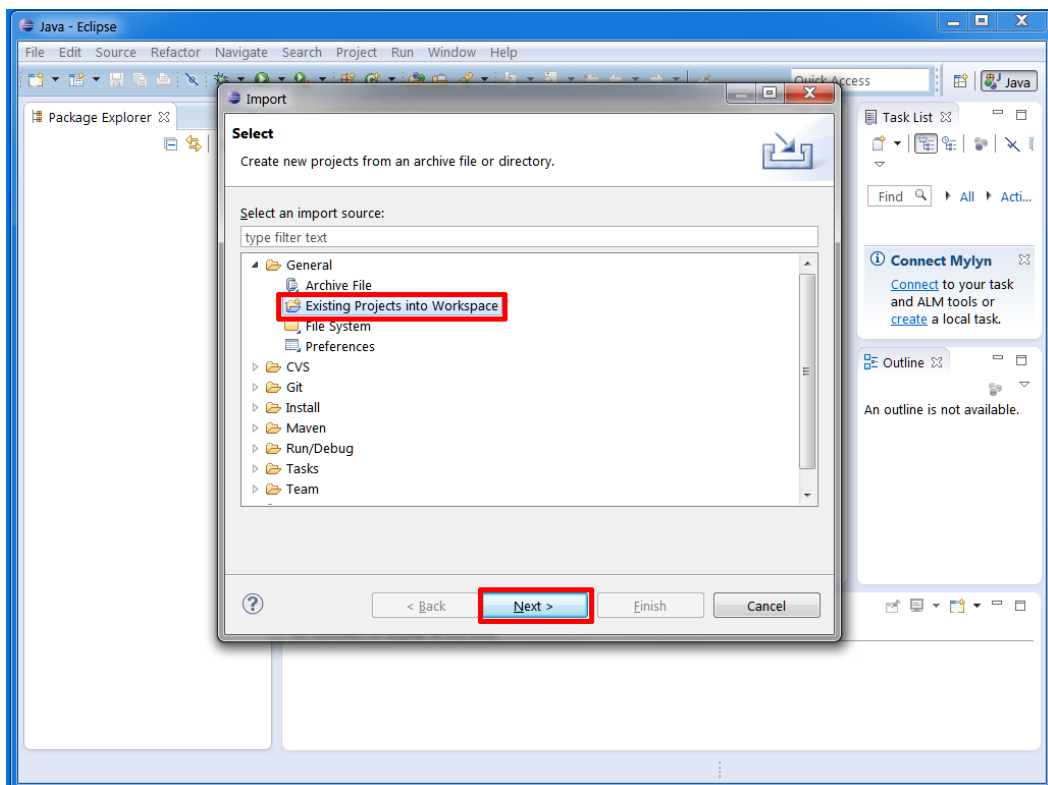 Java - Eclipse
File Edit Source Refactor Navigate Search Project Run Window Help
Quick Access
Java
Package Explorer
Import
Select
Create new projects from an archive file or directory.
Select an import source:
type filter text
General
Archive File
Existing Projects into Workspace
File System
Preferences
CVS
Git
Install
Maven
Run/Debug
Tasks
Team
< Back Next > Finish Cancel
Task List
Find All Acti...
Connect Mylyn
Connect to your task
and ALM tools or
create a local task.
Outline
An outline is not available.